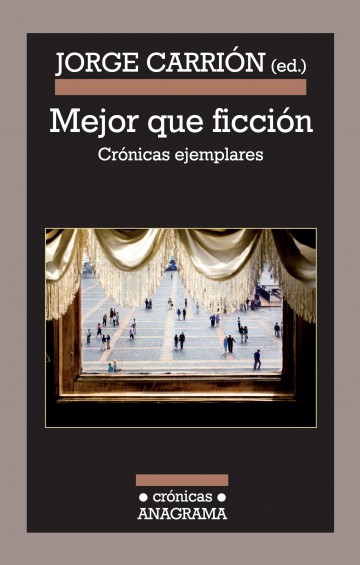 JORGE CARRIÓN (ed.)
Mejor que ficción
Crónicas ejemplares
crónicas
ANAGRAMA